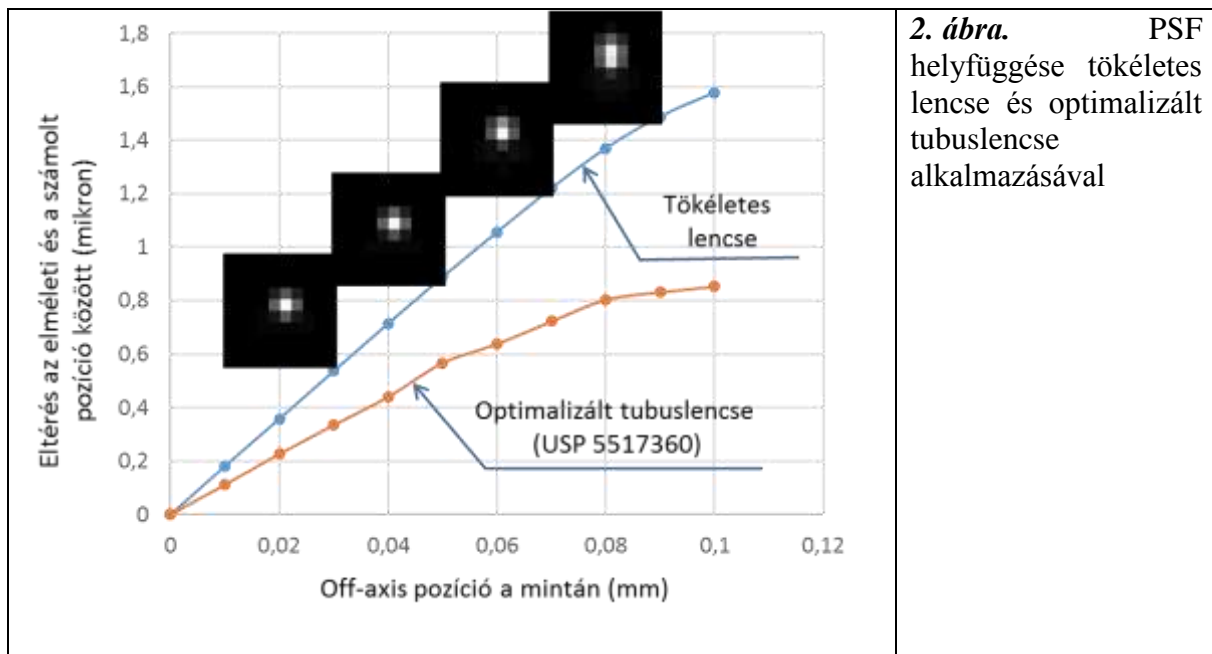 1,8
1,6
1,4
1,2
1
0,8
0,6
0,4
0,2
0
Eltérés az elméleti és a számolt
pozíció között (mikron)
Tökéletes
lencse
Optimalizált tubuslencse
(USP 5517360)
0
0,02
0,04
0,06
0,08
0,1
0,12
Off-axis pozíció a mintán (mm)
2. ábra. PSF
helyfüggése tökéletes
lencse és optimalizált
tubuslencse
alkalmazásával